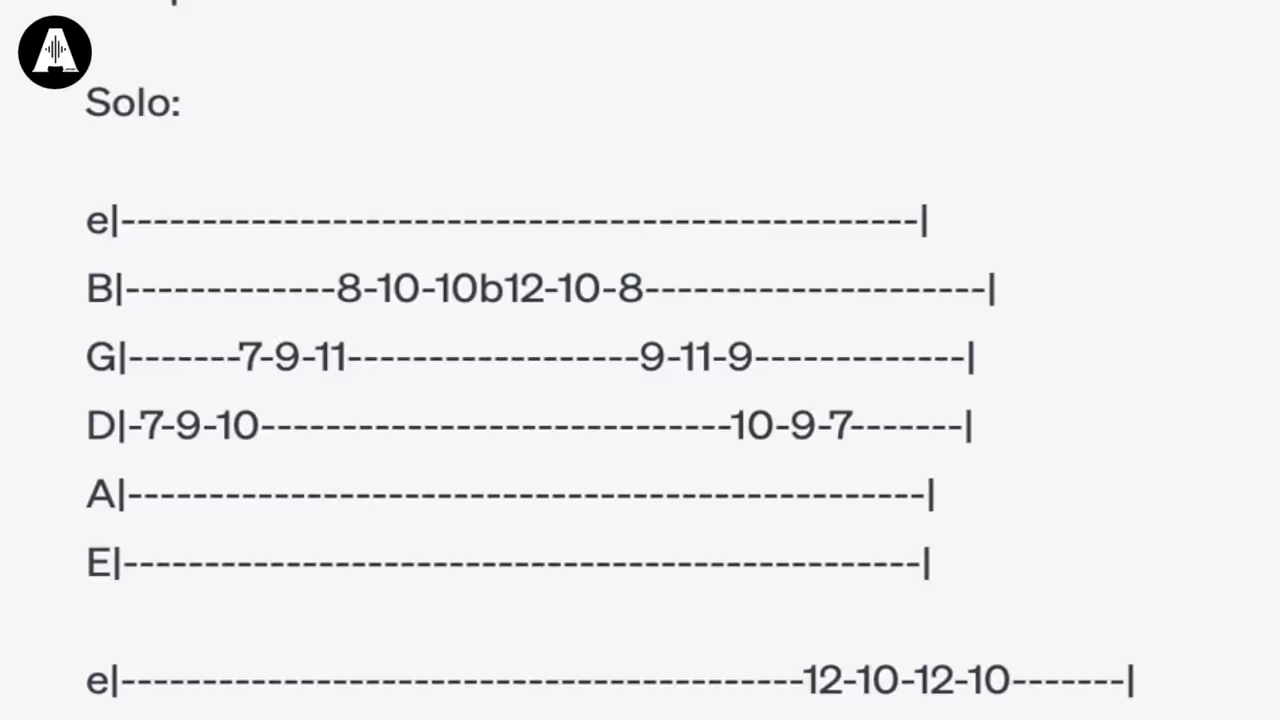 Solo:
e|-------------------------------------------------|
B|-------------8-10-10b12-10-8---------------------|
G|-------7-9-11------------------9-11-9-------------|
D|-7-9-10-----------------------------10-9-7-------|
A|-------------------------------------------------|
E|-------------------------------------------------|
e|------------------------------------------12-10-12-10-------|